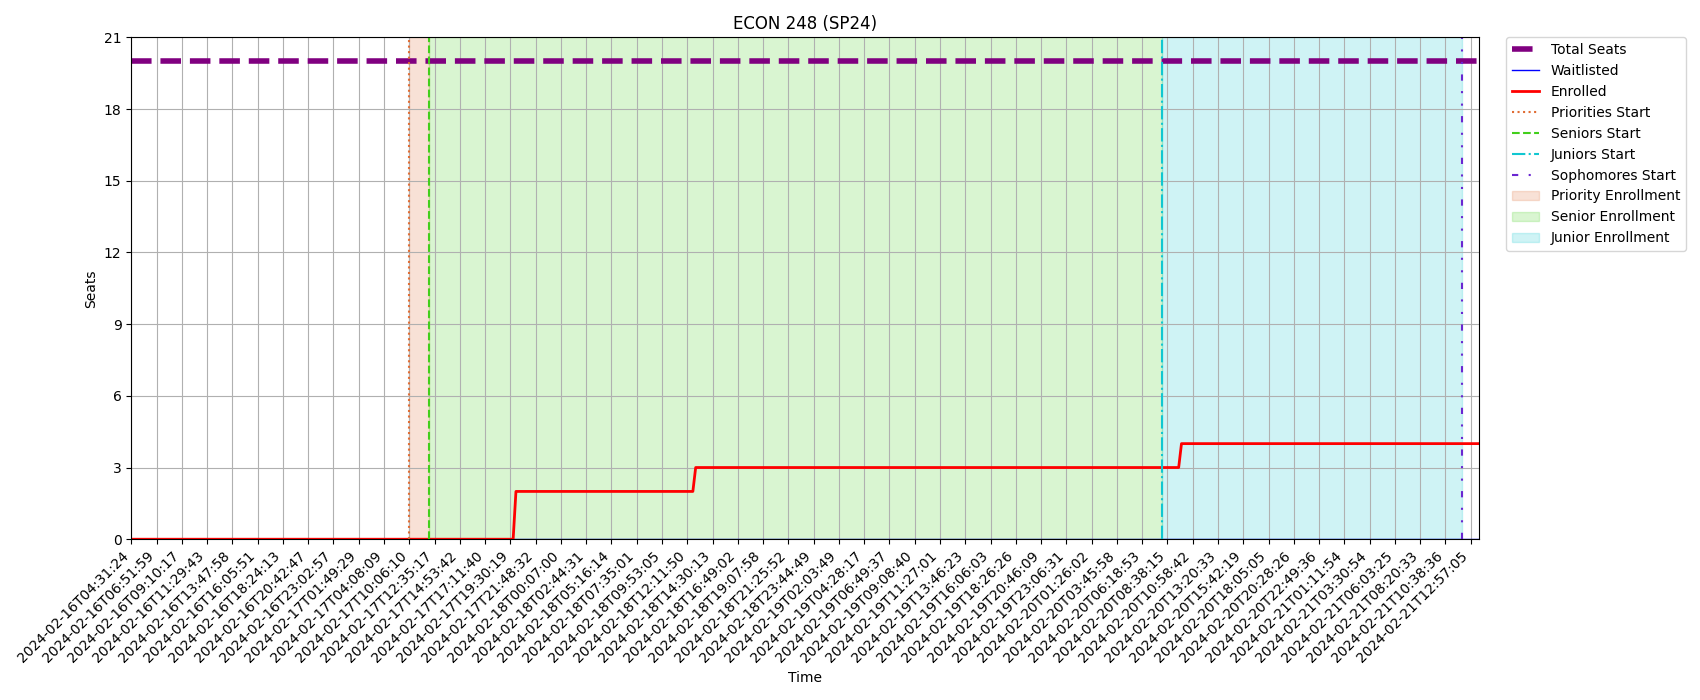 ECON 248 (SP24)
21
18
15
12
9
6
3
0
Seats
Total Seats
Waitlisted
Enrolled
Priorities Start
Seniors Start
Juniors Start
Sophomores Start
Priority Enrollment
Senior Enrollment
Junior Enrollment
2024-02-16T04:31:24
2024-02-16T06:51:59
2024-02-16T09:10:17
2024-02-16T11:29:43
2024-02-16T13:47:58
2024-02-16T16:05:51
2024-02-16T18:24:13
2024-02-16T20:42:47
2024-02-16T23:02:57
2024-02-17T01:49:29
2024-02-17T04:08:09
2024-02-17T10:06:10
2024-02-17T12:35:17
2024-02-17T14:53:42
2024-02-17T17:11:40
2024-02-17T19:30:19
2024-02-17T21:48:32
2024-02-18T00:07:00
2024-02-18T02:44:31
2024-02-18T05:16:14
2024-02-18T07:35:01
2024-02-18T09:53:05
2024-02-18T12:11:50
2024-02-18T14:30:13
2024-02-18T16:49:02
2024-02-18T19:07:58
2024-02-18T21:25:52
2024-02-18T23:44:49
2024-02-19T02:03:49
2024-02-19T04:28:17
2024-02-19T06:49:37
2024-02-19T09:08:40
2024-02-19T11:27:01
2024-02-19T13:46:23
2024-02-19T16:06:03
2024-02-19T18:26:26
2024-02-19T20:46:09
2024-02-19T23:06:31
2024-02-20T01:26:02
2024-02-20T03:45:58
2024-02-20T06:18:53
2024-02-20T08:38:15
2024-02-20T10:58:42
2024-02-20T13:20:33
2024-02-20T15:42:19
2024-02-20T18:05:05
2024-02-20T20:28:26
2024-02-20T22:49:36
2024-02-21T01:11:54
2024-02-21T03:30:54
2024-02-21T06:03:25
2024-02-21T08:20:33
2024-02-21T10:38:36
2024-02-21T12:57:05
Time